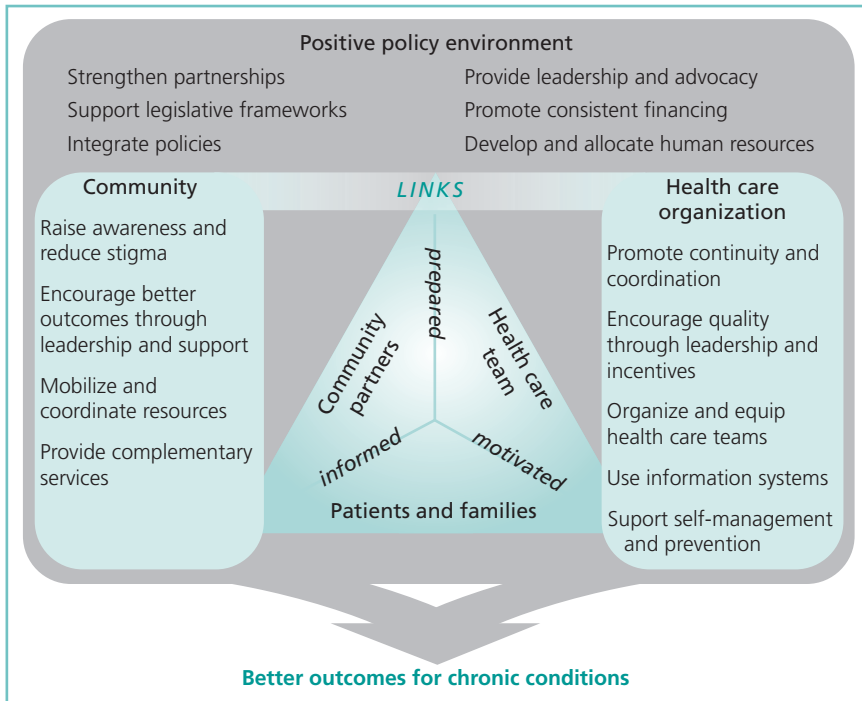 Positive policy environment
Strengthen partnerships
Support legislative frameworks
Integrate policies
Provide leadership and advocacy
Promote consistent financing
Develop and allocate human resources
LINKS
Community
Raise awareness and
reduce stigma
Encourage better
outcomes through
leadership and support
Mobilize and
coordinate resources
Provide complementary
services
prepared
Community
partners
Health care
team
informed
motivated
Patients and families
Health care
organization
Promote continuity and
coordination
Encourage quality
through leadership and
incentives
Organize and equip
health care teams
Use information systems
Suport self-management
and prevention
Better outcomes for chronic conditions